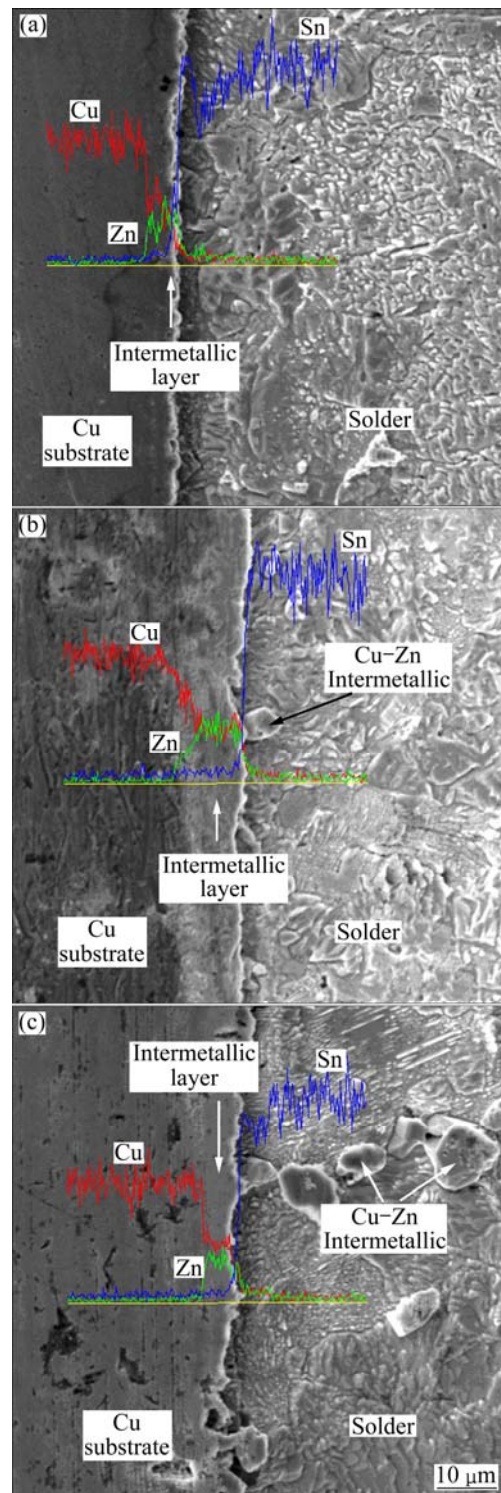 (a)
Sn
Cu
Zn
Intermetallic
layer
Cu
substrate
Solder
(b)
Sn
Cu
Cu−Zn
Intermetallic
Zn
Intermetallic
layer
Cu
substrate
Solder
(c)
Intermetallic
layer
Sn
Cu
Cu−Zn
Intermetallic
Zn
Cu
substrate
Solder
10 μm